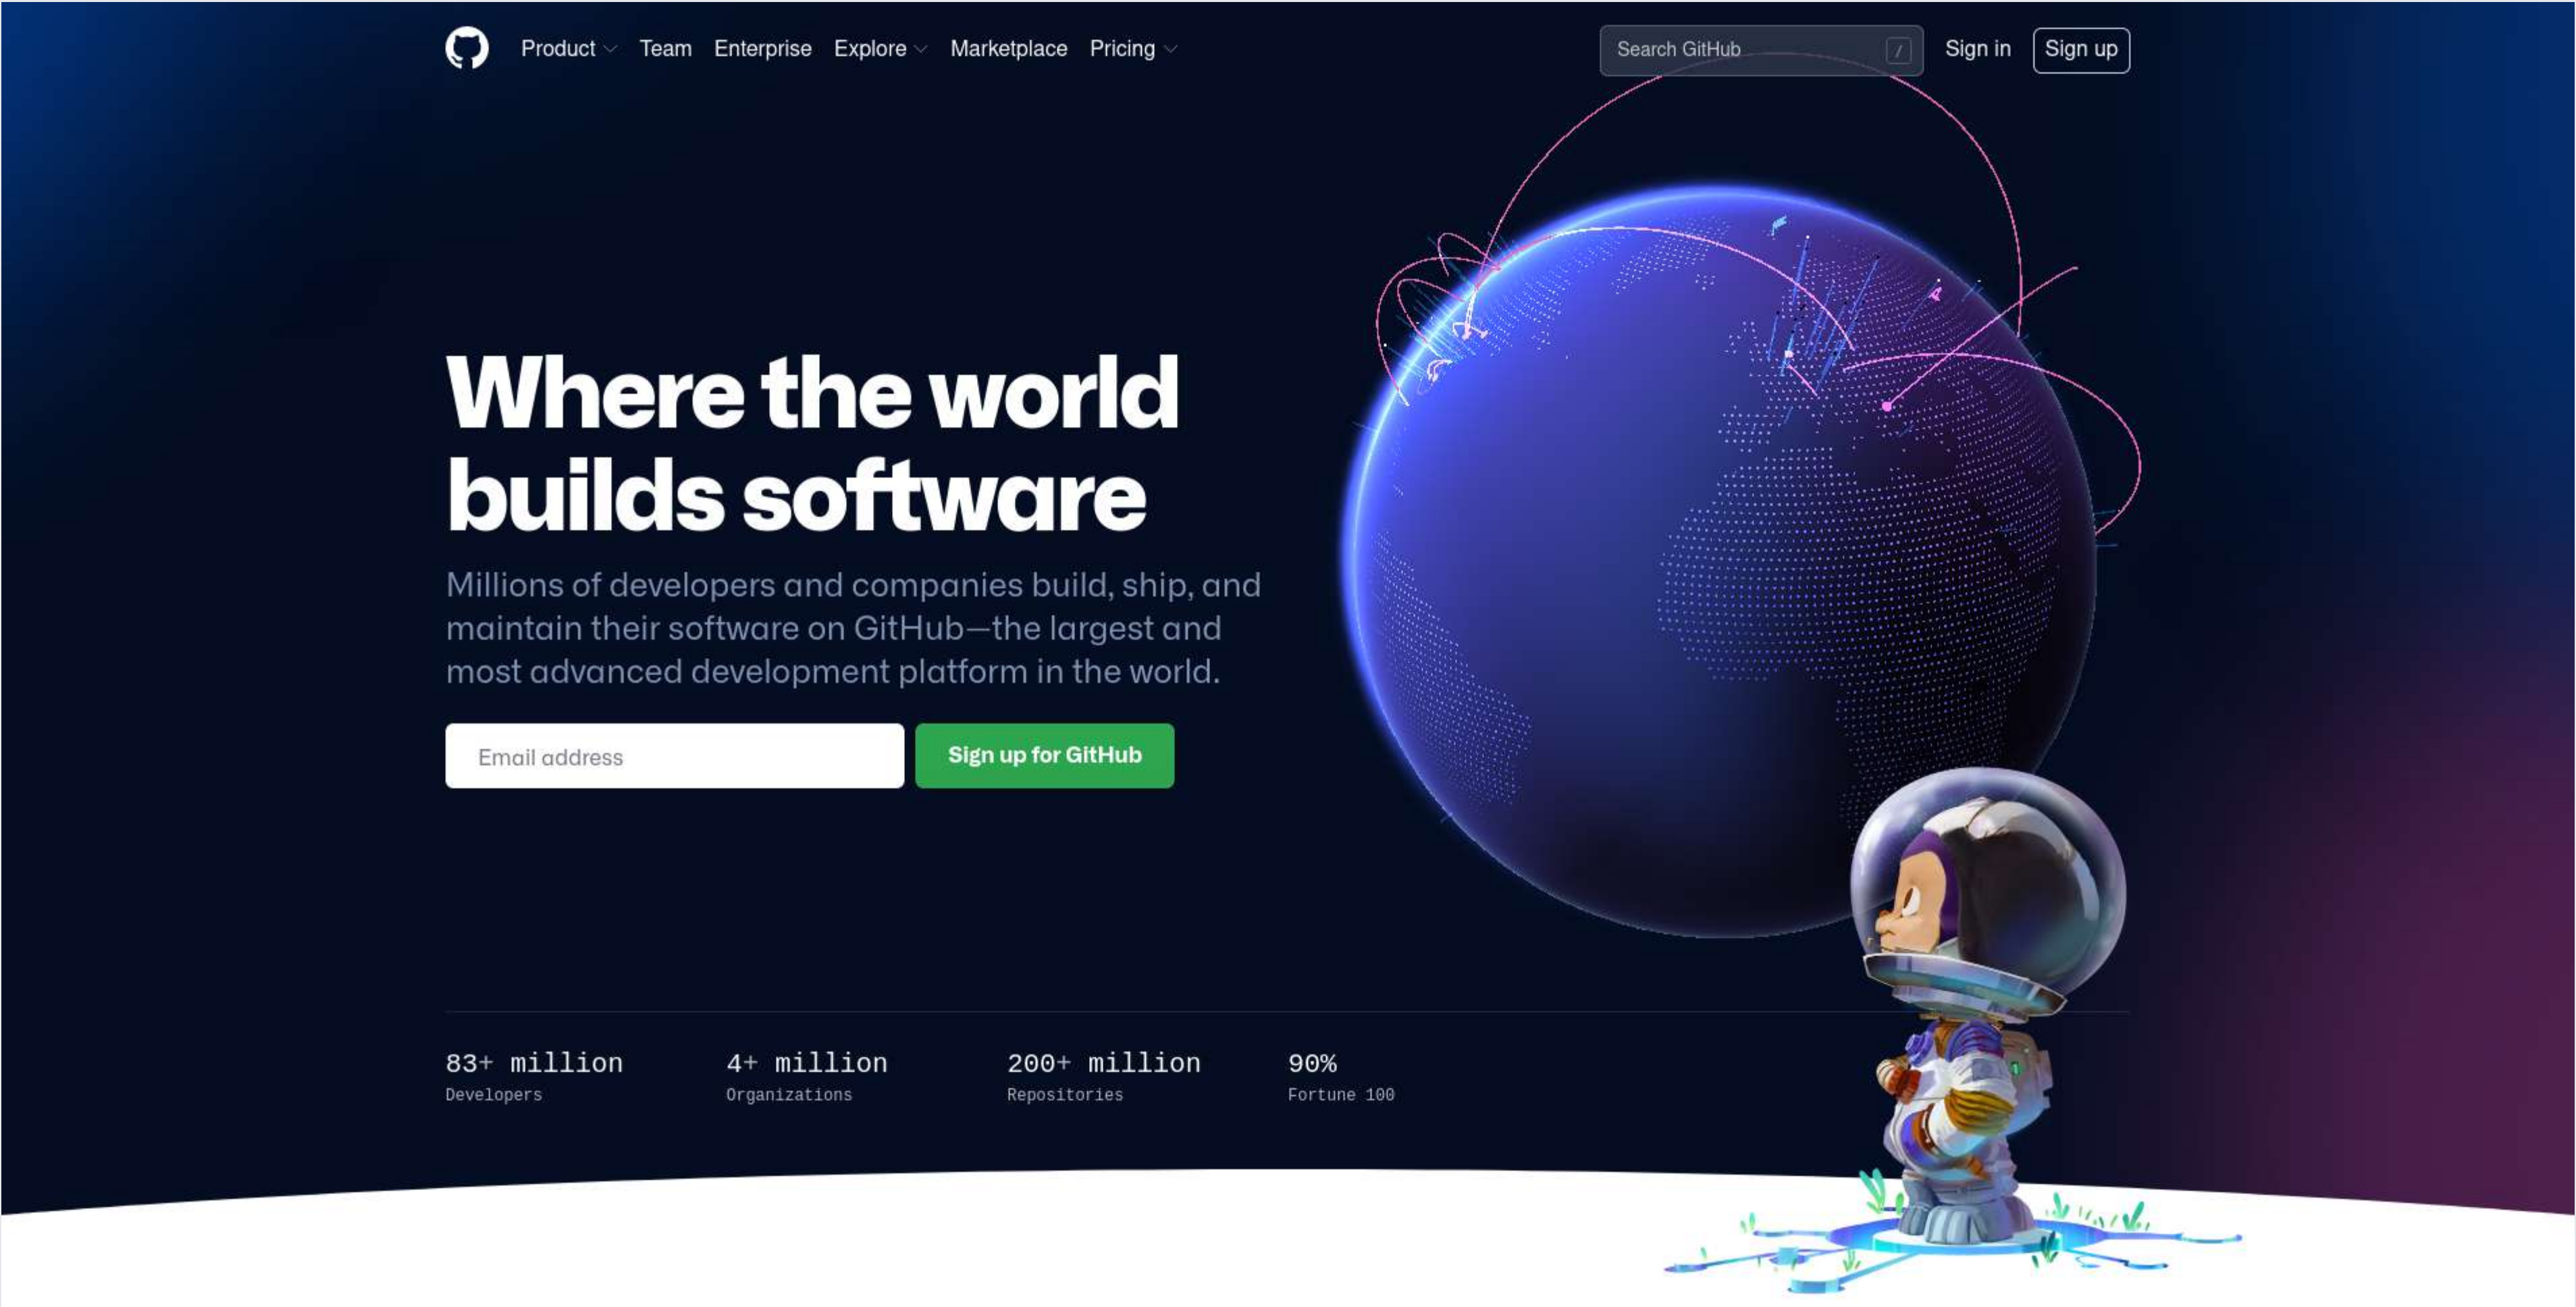 Product Team Enterprise Explore Marketplace Pricing Search GitHub / Sign in Sign up
Where the world
builds software
Millions of developers and companies build, ship, and
maintain their software on GitHub—the largest and
most advanced development platform in the world.
Email address Sign up for GitHub
83+ million 4+ million 200+ million 90%
Developers Organizations Repositories Fortune 100